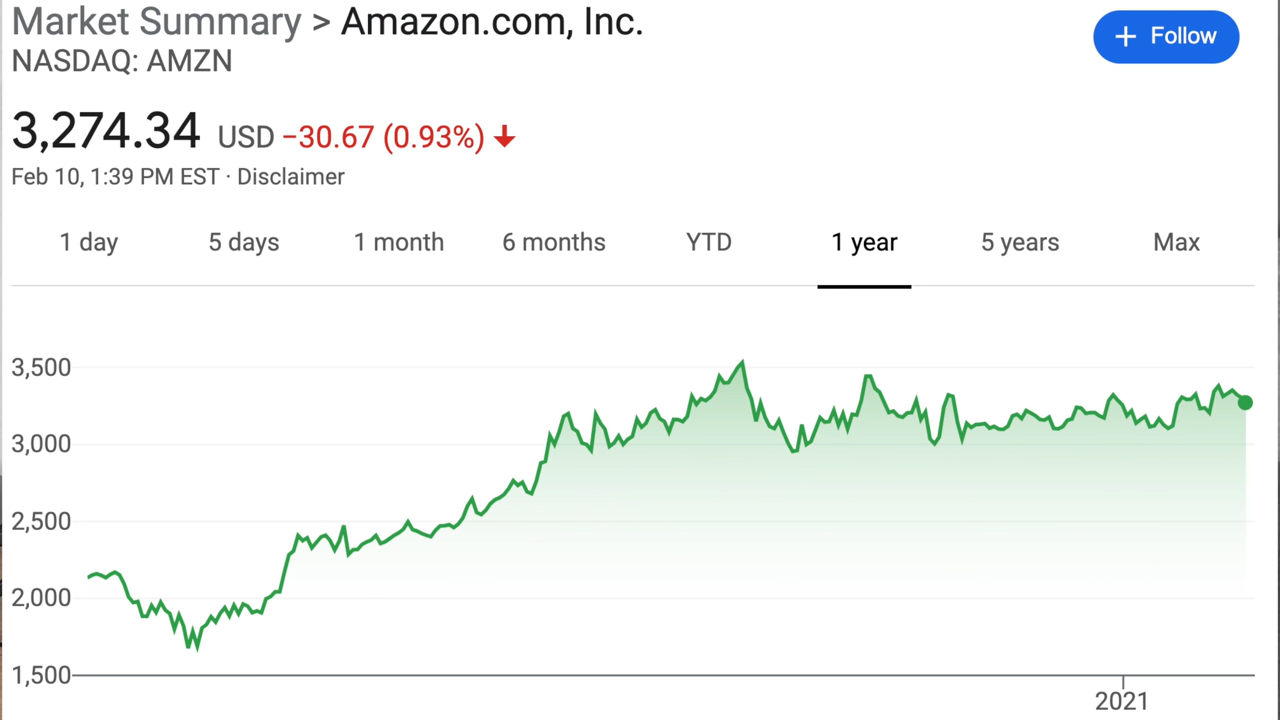 Market Summary > Amazon.com, Inc.
+ Follow
NASDAQ: AMZN
3,274.34 USD −30.67 (0.93%) ↓
Feb 10, 1:39 PM EST · Disclaimer
1 day 5 days 1 month 6 months YTD 1 year 5 years Max
3,500
3,000
2,500
2,000
1,500
2021